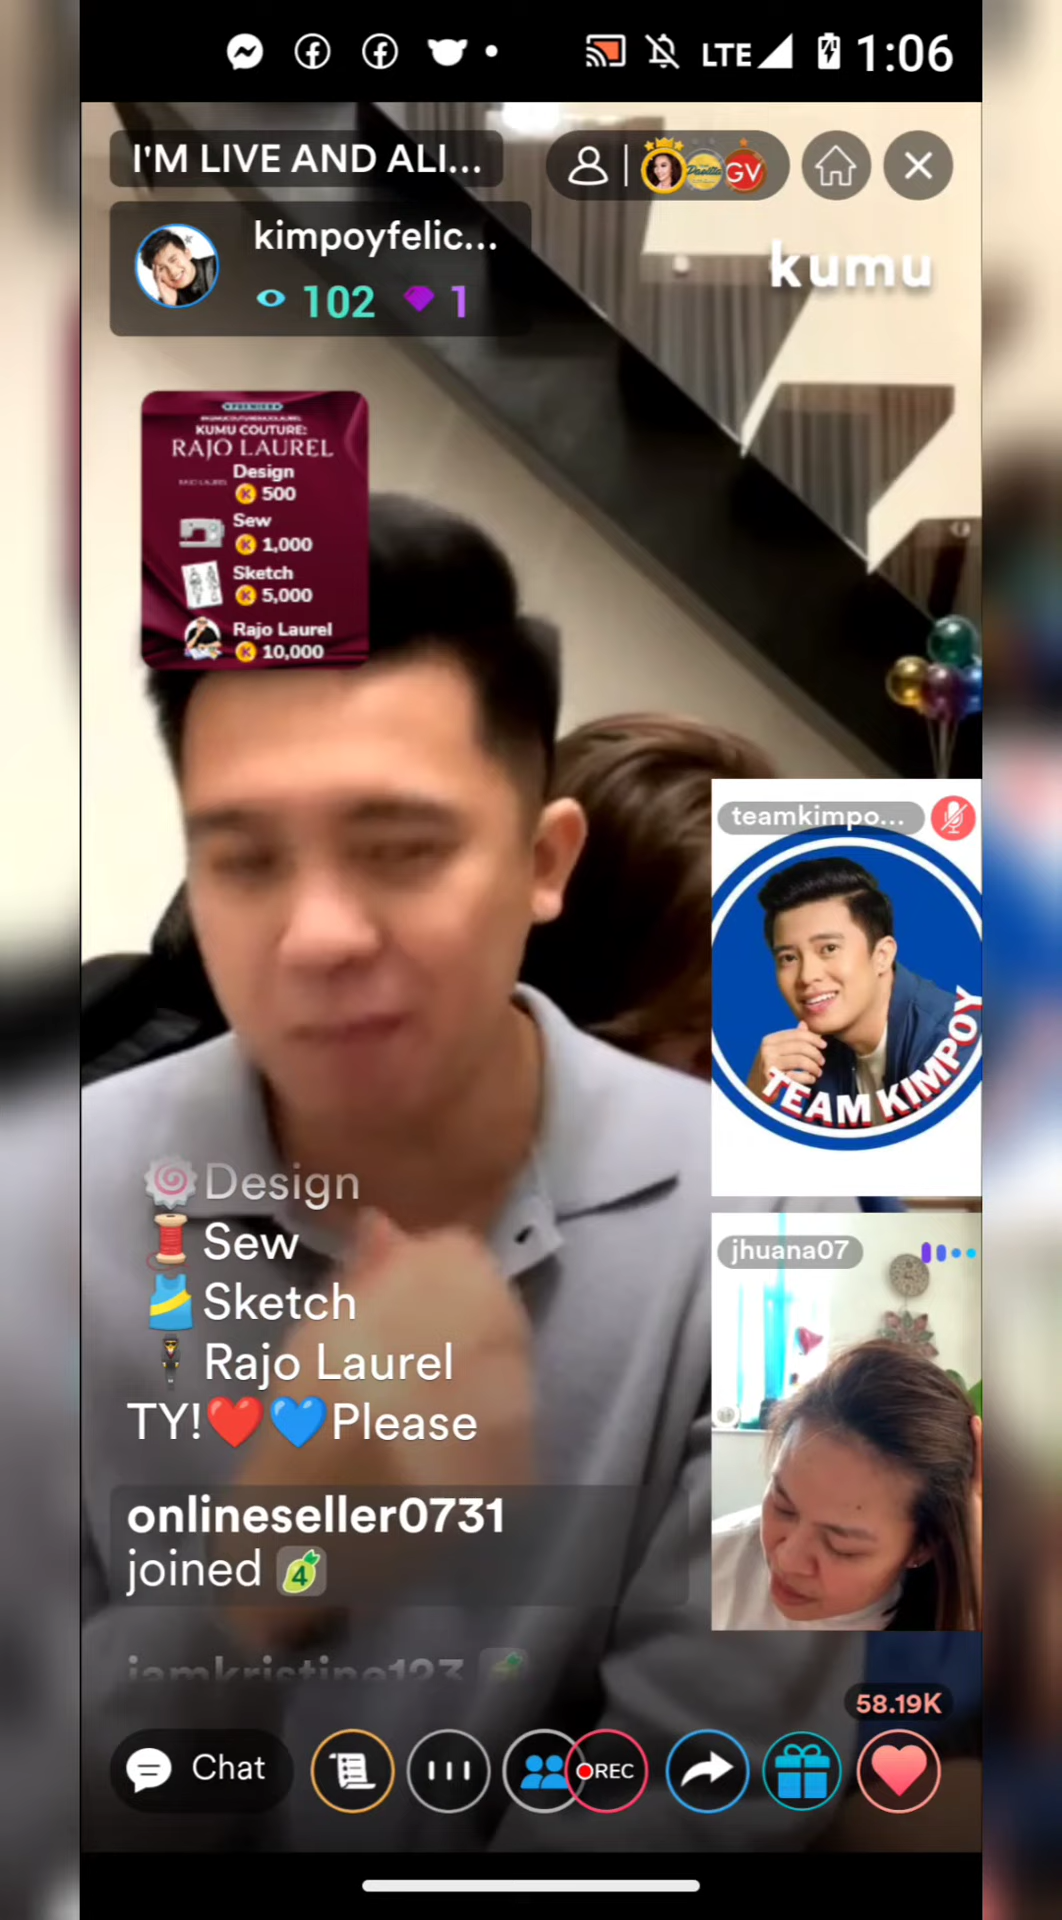 LTE 1:06
I'M LIVE AND ALI...
GV
kimpoyfelic...
102 1
kumu
KUMU COUTURE:
RAJO LAUREL
Design
500
Sew
1,000
Sketch
5,000
Rajo Laurel
10,000
teamkimpo...
TEAM KIMPOY
jhuana07
Design
Sew
Sketch
Rajo Laurel
TY!❤️💙Please
onlineseller0731
joined 4
iamkristine123
58.19K
Chat
REC